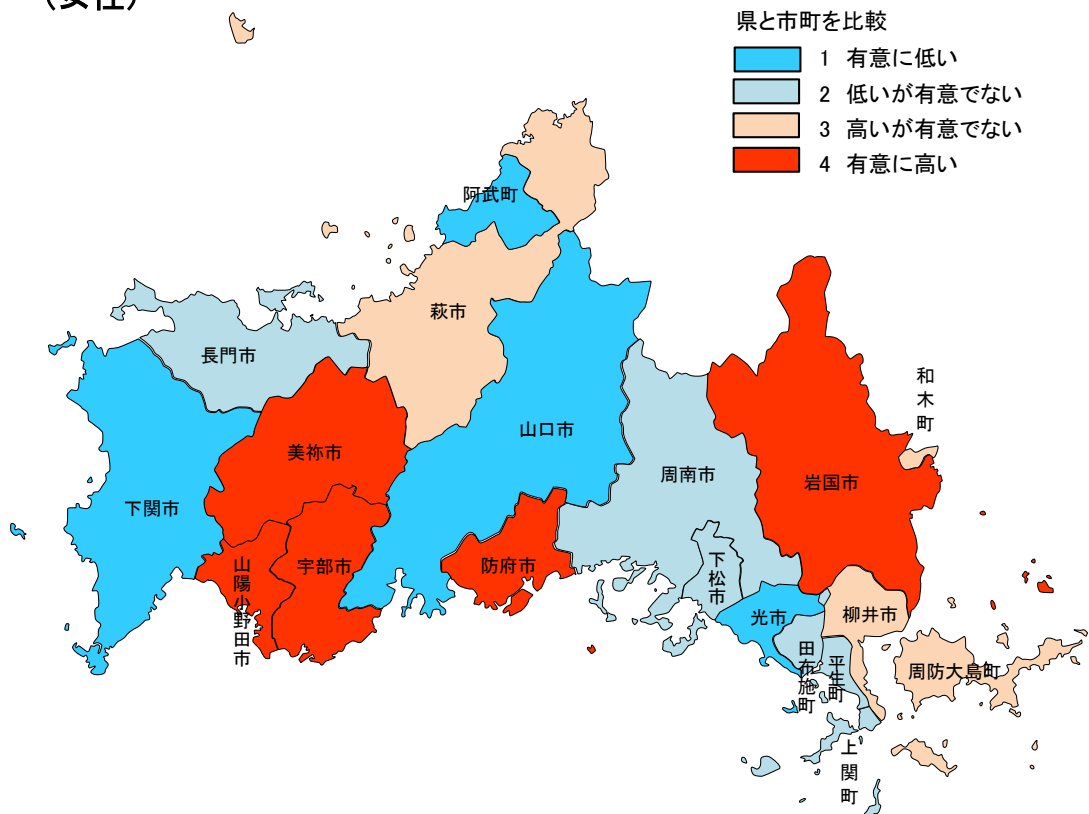 県と市町を比較
1 有意に低い
2 低いが有意でない
3 高いが有意でない
4 有意に高い
阿武町
萩市
長門市
和木町
美祢市
山口市
周南市
岩国市
下関市
山陽小野田市
宇部市
防府市
下松市
光市
柳井市
田布施町
平生町
周防大島町
上関町